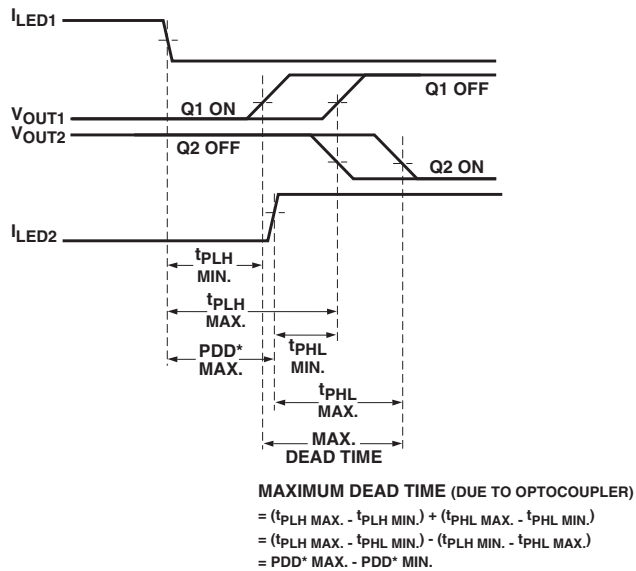 ILED1
Q1 OFF
VOUT1
Q1 ON
VOUT2
Q2 OFF
Q2 ON
ILED2
tPLH
MIN.
tPLH
MAX.
tPHL
MIN.
PDD*
MAX.
tPHL
MAX.
MAX.
DEAD TIME
MAXIMUM DEAD TIME (DUE TO OPTOCOUPLER)
= (tPLH MAX. - tPLH MIN.) + (tPHL MAX. - tPHL MIN.)
= (tPLH MAX. - tPHL MIN.) - (tPLH MIN. - tPHL MAX.)
= PDD* MAX. - PDD* MIN.